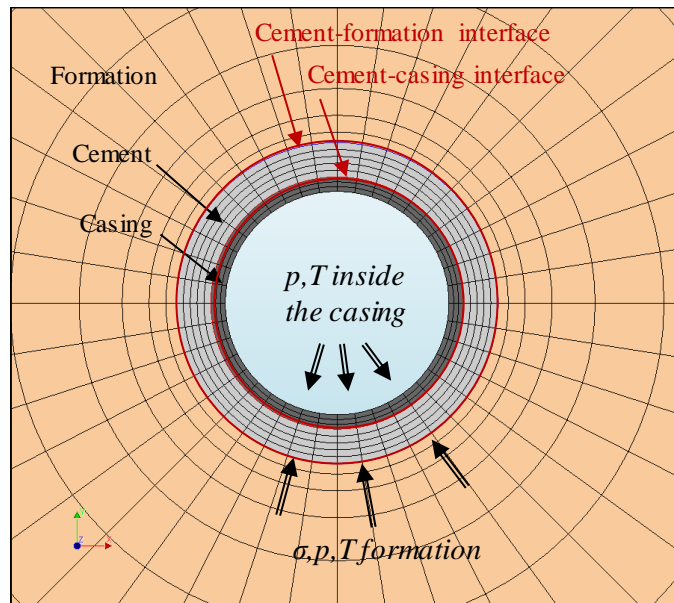 Cement-formation interface
Formation
Cement-casing interface
Cement
Casing
p,T inside
the casing
σ,p,T formation
Y
Z
X